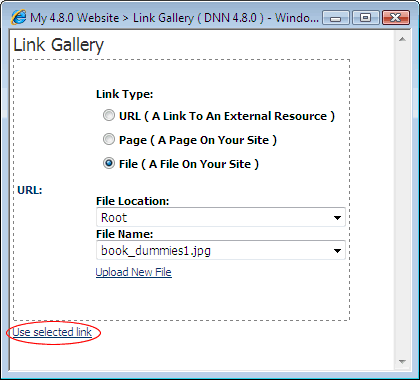 My 4.8.0 Website > Link Gallery ( DNN 4.8.0 ) - Windo...
Link Gallery
Link Type:
URL ( A Link To An External Resource )
Page ( A Page On Your Site )
File ( A File On Your Site )
URL:
File Location:
Root
File Name:
book_dummies1.jpg
Upload New File
Use selected link